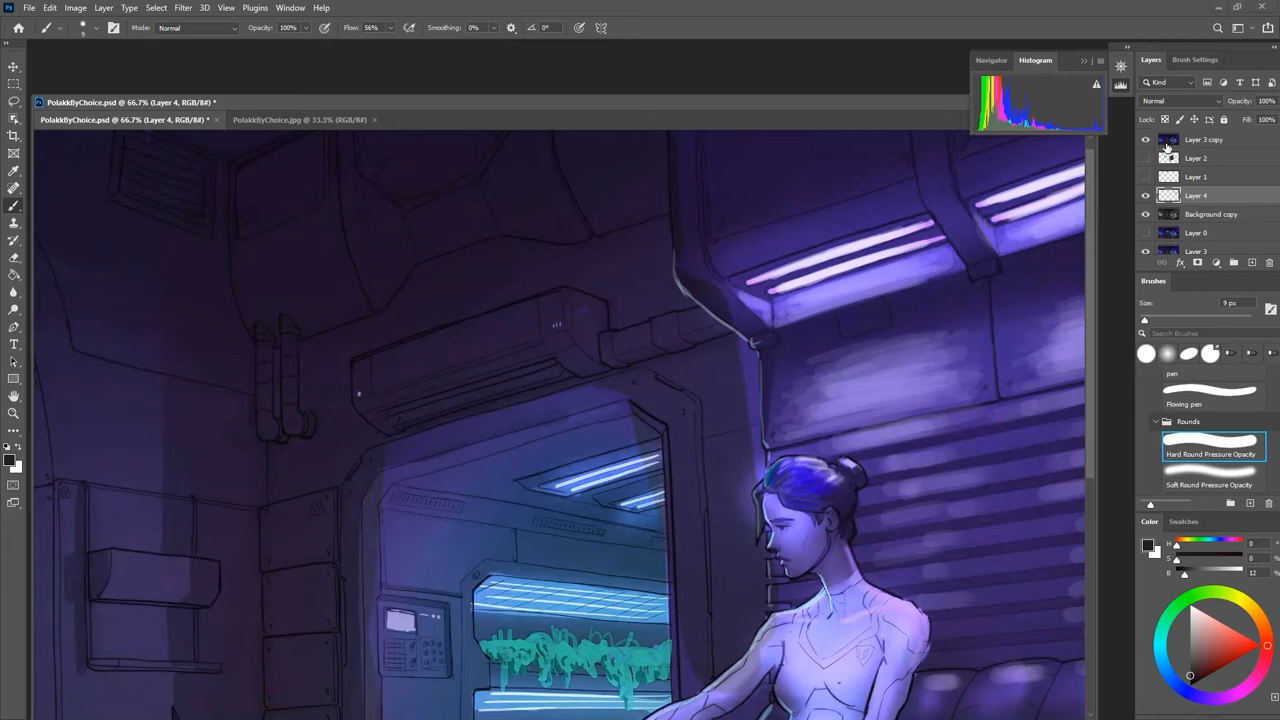 Ps File Edit Image Layer Type Select Filter 3D View Plugins Window Help
9 Mode: Normal Opacity: 100% Flow: 56% Smoothing: 0% 0°
Navigator Histogram
Layers Brush Settings
Kind
Normal Opacity: 100%
Lock: Fill: 100%
Layer 3 copy
Layer 2
Layer 1
Layer 4
Background copy
Layer 0
Layer 3
PolakkByChoice.psd @ 66.7% (Layer 4, RGB/8#) *
PolakkByChoice.psd @ 66.7% (Layer 4, RGB/8#) * × PolakkByChoice.jpg @ 33.3% (RGB/8#) ×
Brushes
Size: 9 px
Search Brushes
pen
Flowing pen
Rounds
Hard Round Pressure Opacity
Soft Round Pressure Opacity
Color Swatches
H 0 °
S 0 %
B 12 %